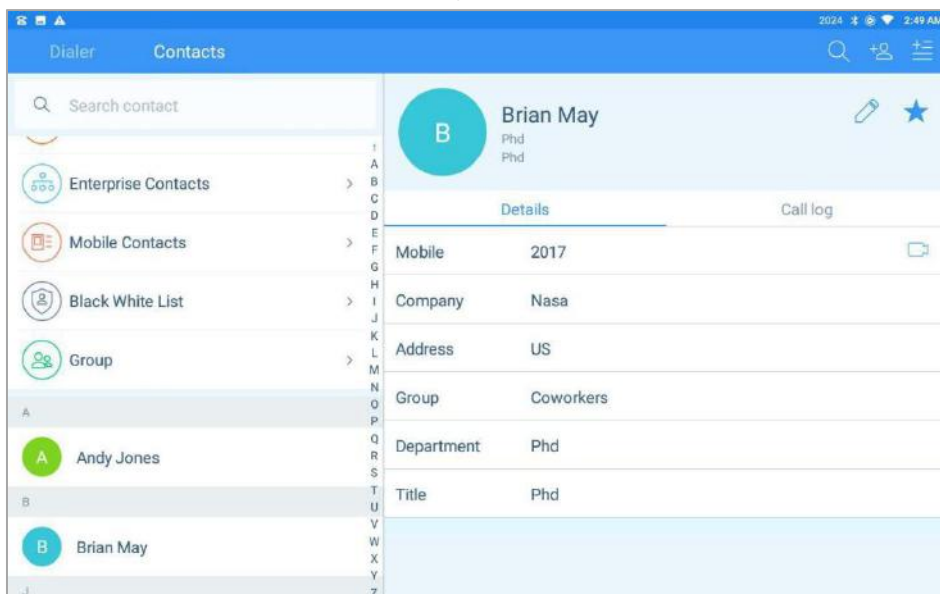 2024 2:49 AM
Dialer Contacts
Search contact
Enterprise Contacts
Mobile Contacts
Black White List
Group
A
A Andy Jones
B
B Brian May
J
↑
A
B
C
D
E
F
G
H
I
J
K
L
M
N
O
P
Q
R
S
T
U
V
W
X
Y
Z
B
Brian May
Phd
Phd
Details Call log
Mobile 2017
Company Nasa
Address US
Group Coworkers
Department Phd
Title Phd